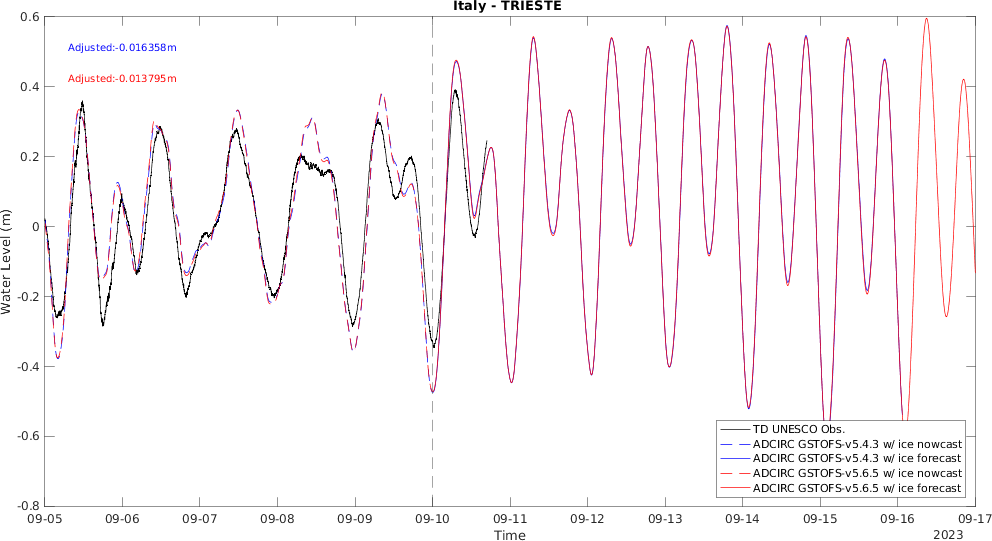 Italy - TRIESTE
Adjusted:-0.016358m
Adjusted:-0.013795m
0.6
0.4
0.2
0
-0.2
-0.4
-0.6
-0.8
Water Level (m)
TD UNESCO Obs.
ADCIRC GSTOFS-v5.4.3 w/ ice nowcast
ADCIRC GSTOFS-v5.4.3 w/ ice forecast
ADCIRC GSTOFS-v5.6.5 w/ ice nowcast
ADCIRC GSTOFS-v5.6.5 w/ ice forecast
09-05 09-06 09-07 09-08 09-09 09-10 09-11 09-12 09-13 09-14 09-15 09-16 09-17
Time
2023